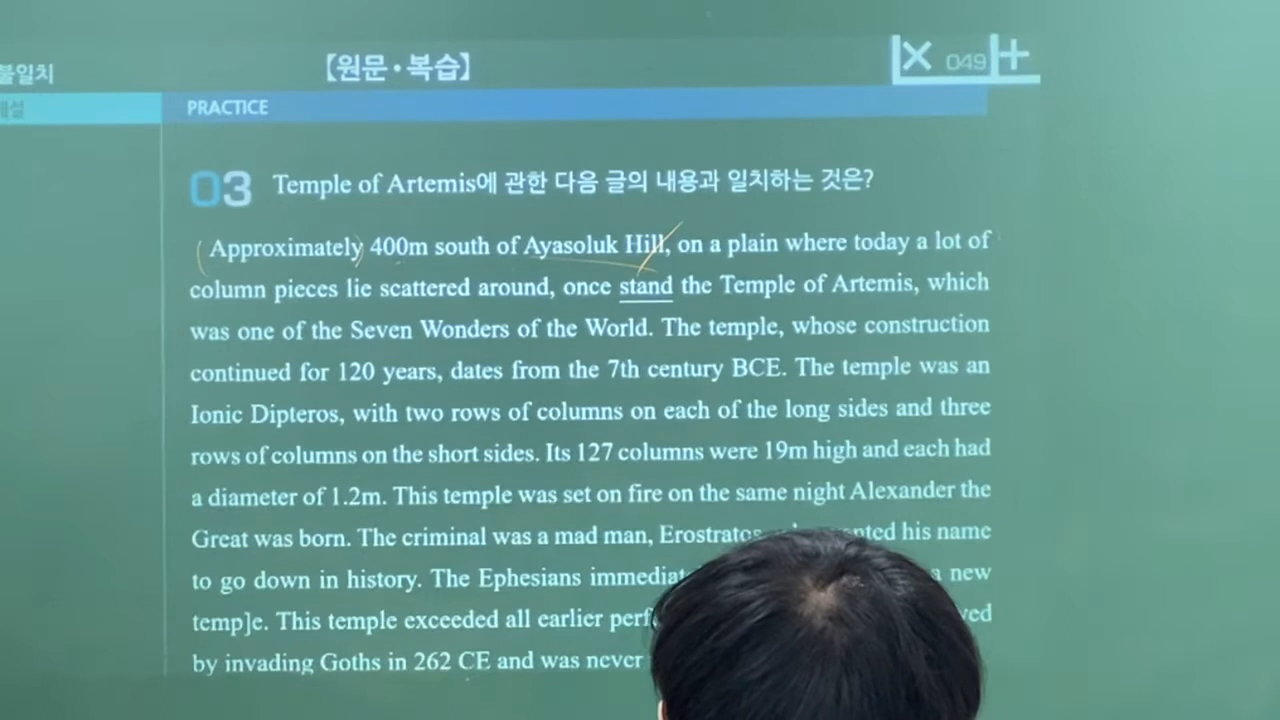 불일치
【원문·복습】
049
해설
PRACTICE
03 Temple of Artemis에 관한 다음 글의 내용과 일치하는 것은?
Approximately 400m south of Ayasoluk Hill, on a plain where today a lot of
column pieces lie scattered around, once stand the Temple of Artemis, which
was one of the Seven Wonders of the World. The temple, whose construction
continued for 120 years, dates from the 7th century BCE. The temple was an
Ionic Dipteros, with two rows of columns on each of the long sides and three
rows of columns on the short sides. Its 127 columns were 19m high and each had
a diameter of 1.2m. This temple was set on fire on the same night Alexander the
Great was born. The criminal was a mad man, Erostratos his name
to go down in history. The Ephesians a new
temp]e. This temple exceeded all earlier
by invading Goths in 262 CE and was never